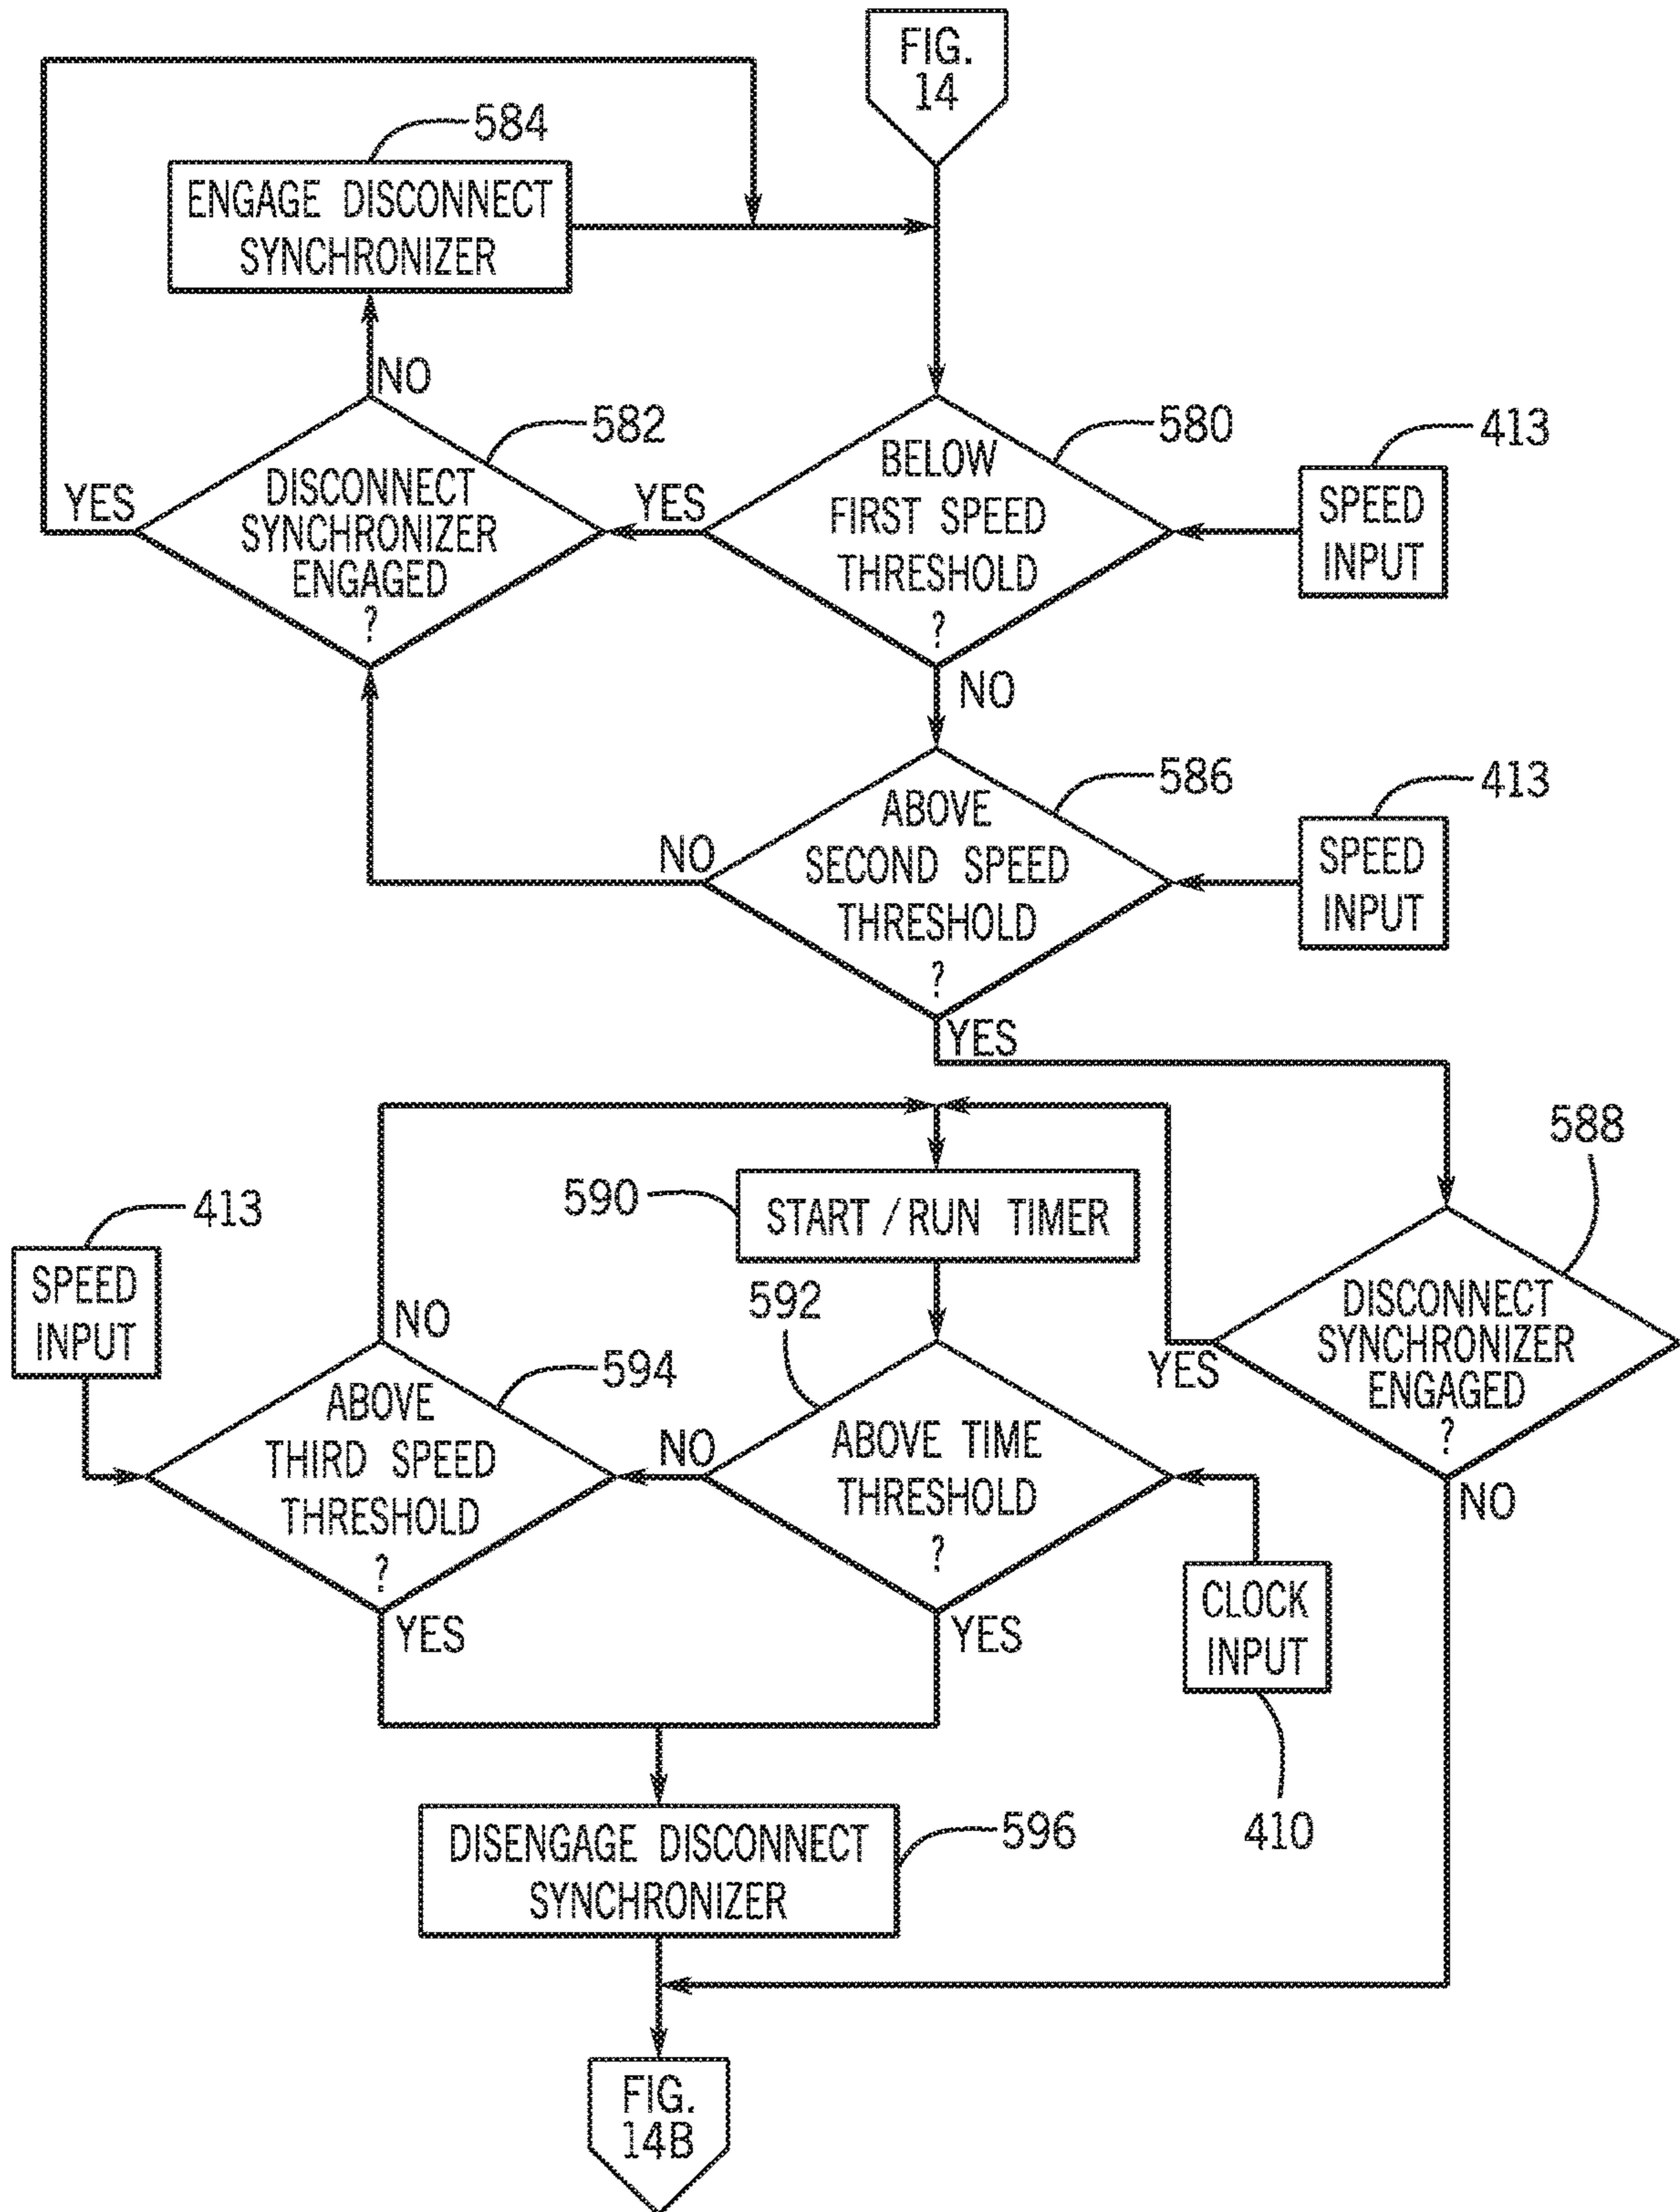 FIG.
14
584
ENGAGE DISCONNECT
SYNCHRONIZER
NO
582
580
413
YES
DISCONNECT
SYNCHRONIZER
ENGAGED
?
YES
BELOW
FIRST SPEED
THRESHOLD
?
SPEED
INPUT
NO
586
413
NO
ABOVE
SECOND SPEED
THRESHOLD
?
SPEED
INPUT
YES
588
413
590
START / RUN TIMER
SPEED
INPUT
NO
592
594
YES
DISCONNECT
SYNCHRONIZER
ENGAGED
?
ABOVE
THIRD SPEED
THRESHOLD
?
NO
ABOVE TIME
THRESHOLD
?
NO
YES
YES
CLOCK
INPUT
410
DISENGAGE DISCONNECT
SYNCHRONIZER
596
FIG.
14B